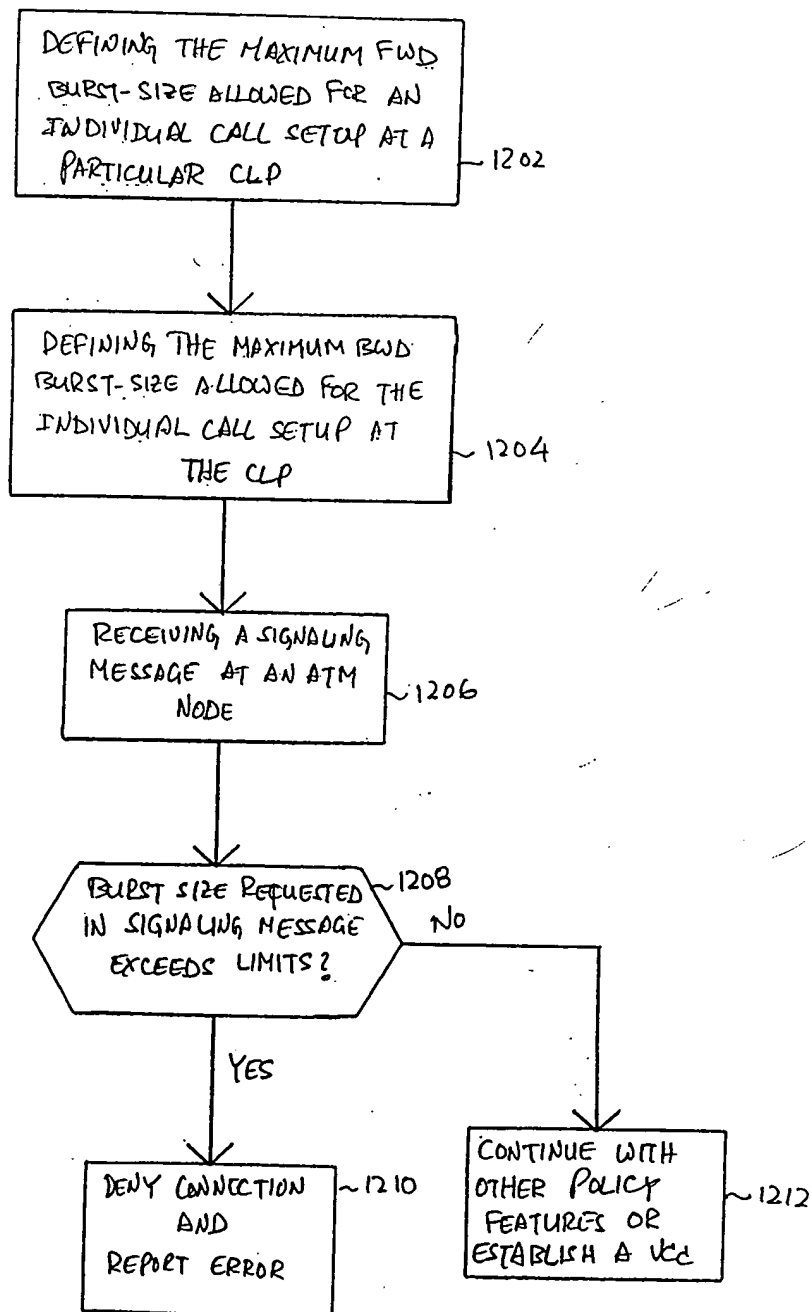 DEFINING THE MAXIMUM FWD
BURST-SIZE ALLOWED FOR AN
INDIVIDUAL CALL SETUP AT A
PARTICULAR CLP
1202
DEFINING THE MAXIMUM BWD
BURST-SIZE ALLOWED FOR THE
INDIVIDUAL CALL SETUP AT
THE CLP
1204
RECEIVING A SIGNALING
MESSAGE AT AN ATM
NODE
1206
BURST SIZE REQUESTED
IN SIGNALING MESSAGE
EXCEEDS LIMITS?
1208
NO
YES
DENY CONNECTION
AND
REPORT ERROR
1210
CONTINUE WITH
OTHER POLICY
FEATURES OR
ESTABLISH A VCC
1212